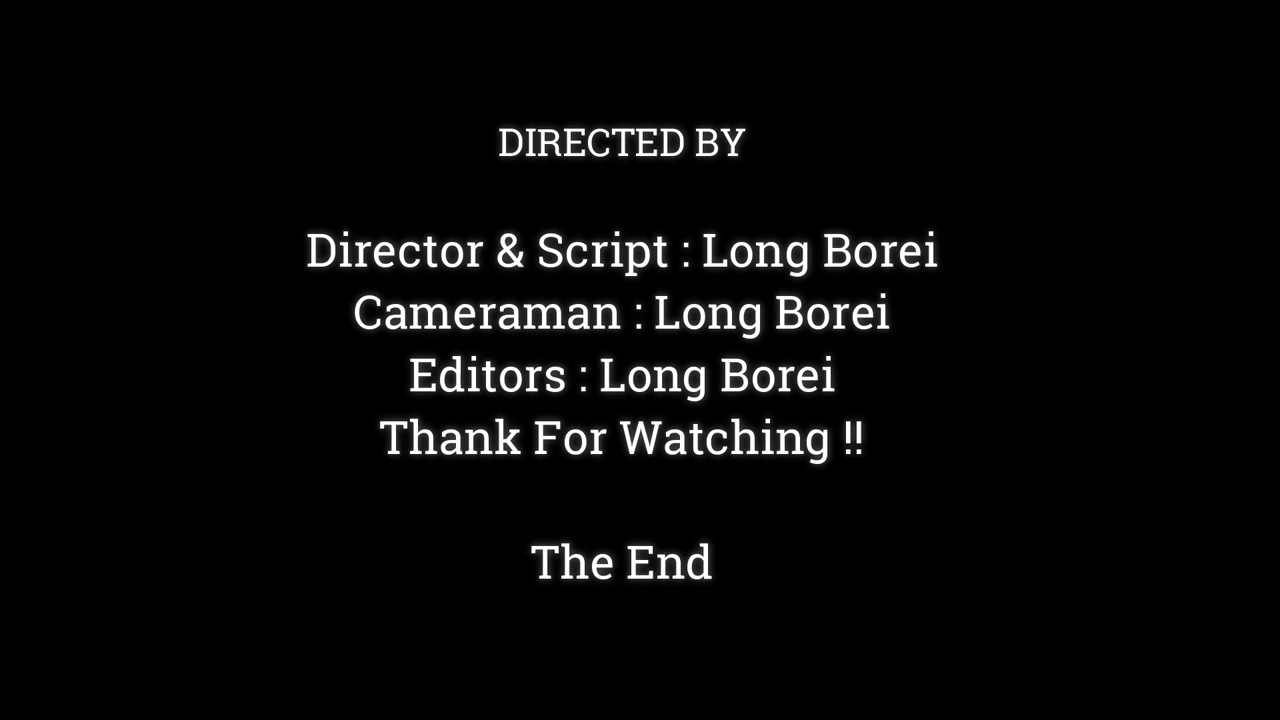 DIRECTED BY
Director & Script : Long Borei
Cameraman : Long Borei
Editors : Long Borei
Thank For Watching !!
The End